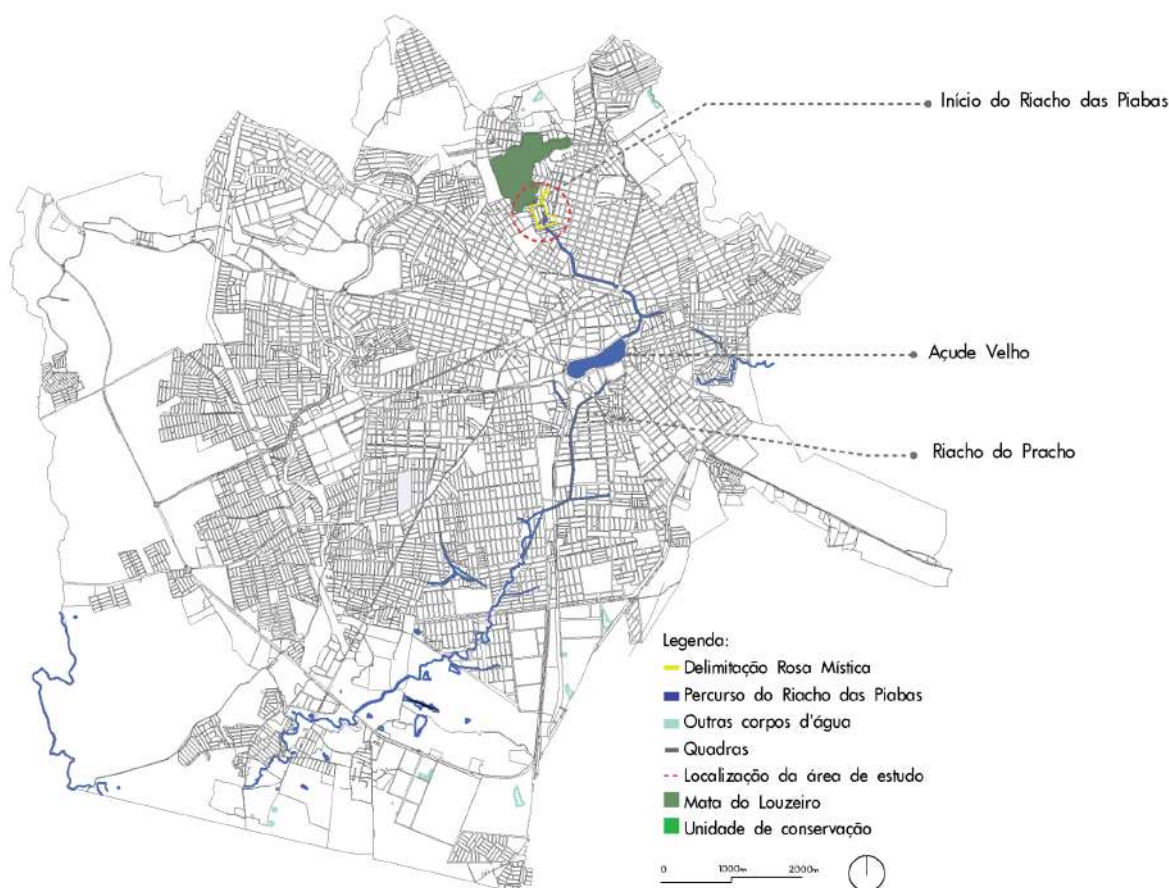 Início do Riacho das Piabas
Açude Velho
Riacho do Pracho
Legenda:
Delimitação Rosa Mística
Percurso do Riacho das Piabas
Outras corpos d'água
Quadras
Localização da área de estudo
Mata do Louzeiro
Unidade de conservação
0 1000m 2000m